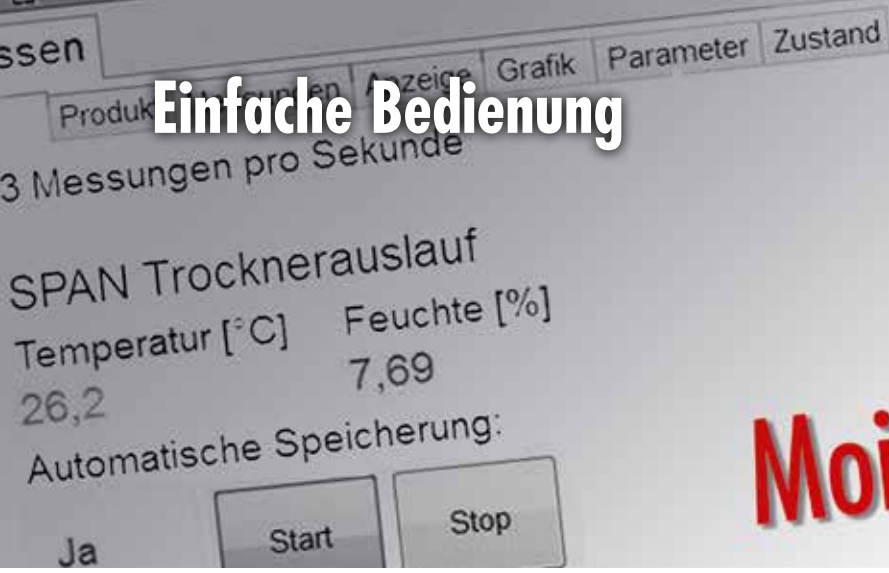 ssen
Anzeige Grafik Parameter Zustand
Einfache Bedienung
3 Messungen pro Sekunde
SPAN Trocknerauslauf
Temperatur [°C] Feuchte [%]
26,2 7,69
Automatische Speicherung:
Ja Start Stop
Moi